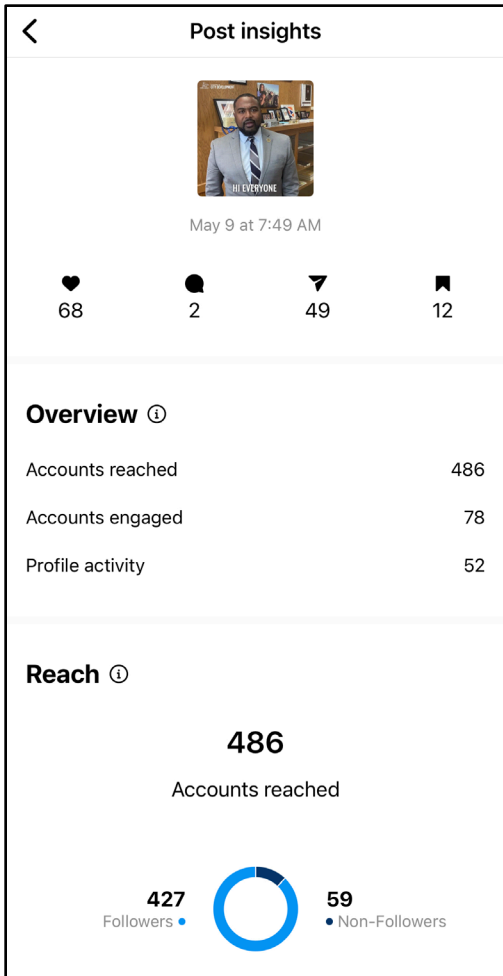 Post insights
HI EVERYONE
May 9 at 7:49 AM
68 2 49 12
Overview
Accounts reached 486
Accounts engaged 78
Profile activity 52
Reach
486
Accounts reached
427 59
Followers Non-Followers